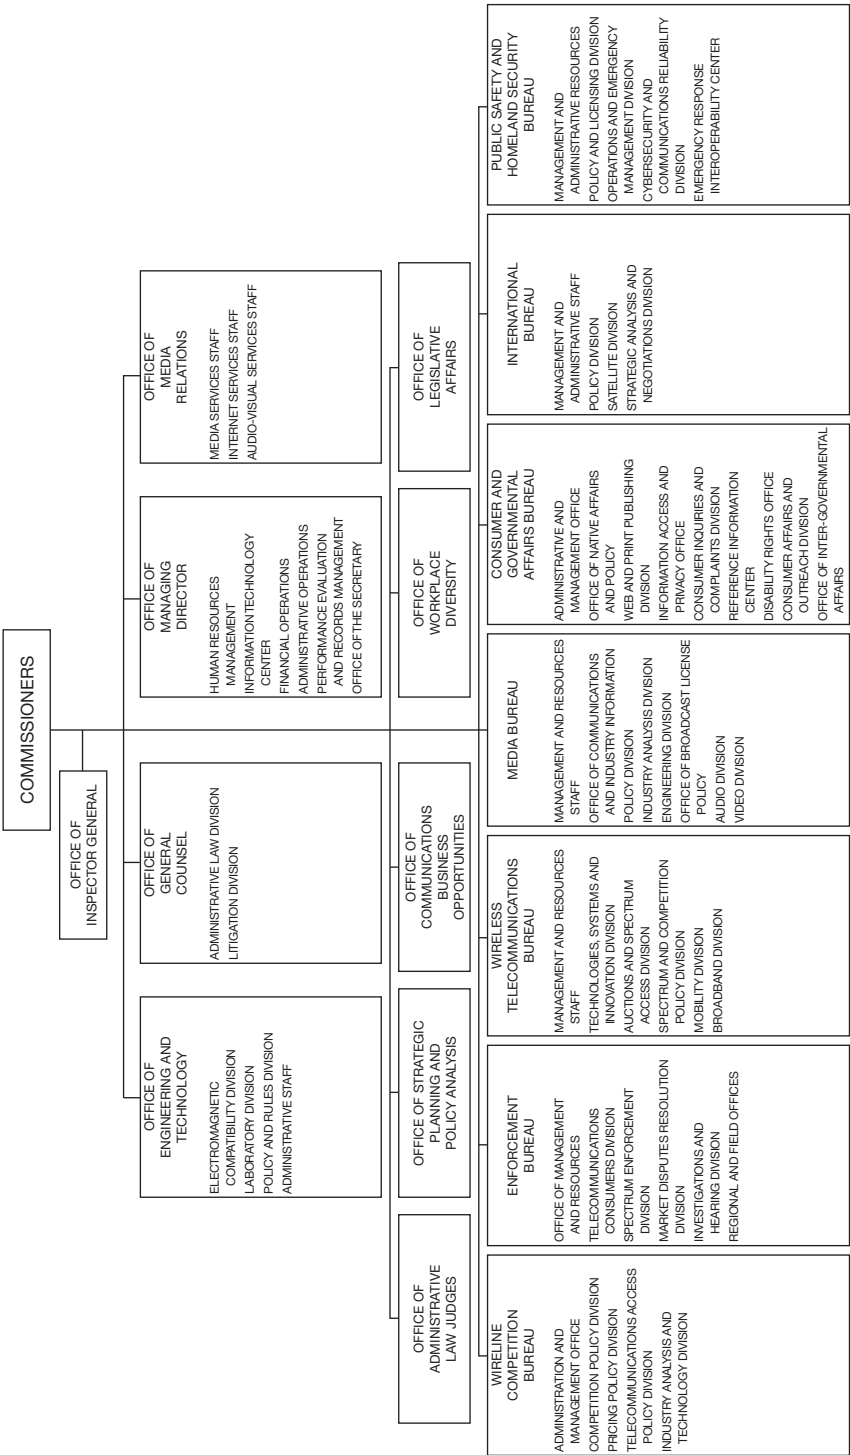 COMMISSIONERS
OFFICE OF
INSPECTOR GENERAL
OFFICE OF
ENGINEERING AND
TECHNOLOGY
ELECTROMAGNETIC
COMPATIBILITY DIVISION
LABORATORY DIVISION
POLICY AND RULES DIVISION
ADMINISTRATIVE STAFF
OFFICE OF
GENERAL
COUNSEL
ADMINISTRATIVE LAW DIVISION
LITIGATION DIVISION
OFFICE OF
MANAGING
DIRECTOR
HUMAN RESOURCES
MANAGEMENT
INFORMATION TECHNOLOGY
CENTER
FINANCIAL OPERATIONS
ADMINISTRATIVE OPERATIONS
PERFORMANCE EVALUATION
AND RECORDS MANAGEMENT
OFFICE OF THE SECRETARY
OFFICE OF
MEDIA
RELATIONS
MEDIA SERVICES STAFF
INTERNET SERVICES STAFF
AUDIO-VISUAL SERVICES STAFF
OFFICE OF
ADMINISTRATIVE
LAW JUDGES
OFFICE OF STRATEGIC
PLANNING AND
POLICY ANALYSIS
OFFICE OF
COMMUNICATIONS
BUSINESS
OPPORTUNITIES
OFFICE OF
WORKPLACE
DIVERSITY
OFFICE OF
LEGISLATIVE
AFFAIRS
WIRELINE
COMPETITION
BUREAU
ADMINISTRATION AND
MANAGEMENT OFFICE
COMPETITION POLICY DIVISION
PRICING POLICY DIVISION
TELECOMMUNICATIONS ACCESS
POLICY DIVISION
INDUSTRY ANALYSIS AND
TECHNOLOGY DIVISION
ENFORCEMENT
BUREAU
OFFICE OF MANAGEMENT
AND RESOURCES
TELECOMMUNICATIONS
CONSUMERS DIVISION
SPECTRUM ENFORCEMENT
DIVISION
MARKET DISPUTES RESOLUTION
DIVISION
INVESTIGATIONS AND
HEARING DIVISION
REGIONAL AND FIELD OFFICES
WIRELESS
TELECOMMUNICATIONS
BUREAU
MANAGEMENT AND RESOURCES
STAFF
TECHNOLOGIES, SYSTEMS AND
INNOVATION DIVISION
AUCTIONS AND SPECTRUM
ACCESS DIVISION
SPECTRUM AND COMPETITION
POLICY DIVISION
MOBILITY DIVISION
BROADBAND DIVISION
MEDIA BUREAU
MANAGEMENT AND RESOURCES
STAFF
OFFICE OF COMMUNICATIONS
AND INDUSTRY INFORMATION
POLICY DIVISION
INDUSTRY ANALYSIS DIVISION
ENGINEERING DIVISION
OFFICE OF BROADCAST LICENSE
POLICY
AUDIO DIVISION
VIDEO DIVISION
CONSUMER AND
GOVERNMENTAL
AFFAIRS BUREAU
ADMINISTRATIVE AND
MANAGEMENT OFFICE
OFFICE OF NATIVE AFFAIRS
AND POLICY
WEB AND PRINT PUBLISHING
DIVISION
INFORMATION ACCESS AND
PRIVACY OFFICE
CONSUMER INQUIRIES AND
COMPLAINTS DIVISION
REFERENCE INFORMATION
CENTER
DISABILITY RIGHTS OFFICE
CONSUMER AFFAIRS AND
OUTREACH DIVISION
OFFICE OF INTER-GOVERNMENTAL
AFFAIRS
INTERNATIONAL
BUREAU
MANAGEMENT AND
ADMINISTRATIVE STAFF
POLICY DIVISION
SATELLITE DIVISION
STRATEGIC ANALYSIS AND
NEGOTIATIONS DIVISION
PUBLIC SAFETY AND
HOMELAND SECURITY
BUREAU
MANAGEMENT AND
ADMINISTRATIVE RESOURCES
POLICY AND LICENSING DIVISION
OPERATIONS AND EMERGENCY
MANAGEMENT DIVISION
CYBERSECURITY AND
COMMUNICATIONS RELIABILITY
DIVISION
EMERGENCY RESPONSE
INTEROPERABILITY CENTER